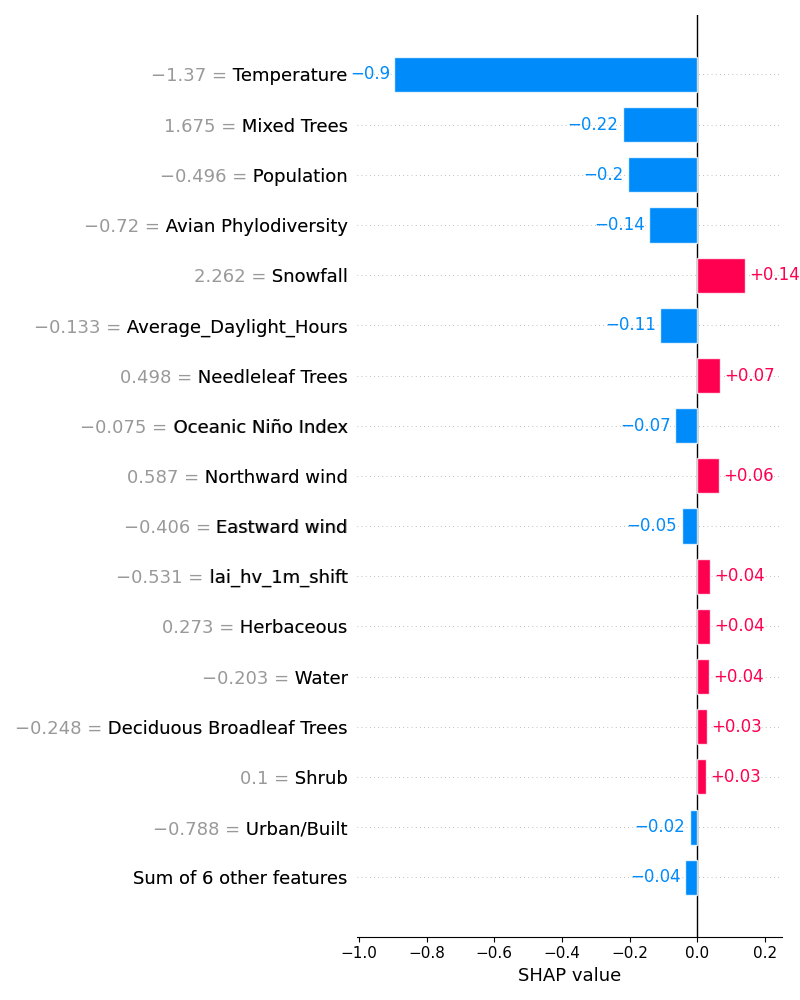 −1.37 = Temperature −0.9
1.675 = Mixed Trees −0.22
−0.496 = Population −0.2
−0.72 = Avian Phylodiversity −0.14
2.262 = Snowfall +0.14
−0.133 = Average_Daylight_Hours −0.11
0.498 = Needleleaf Trees +0.07
−0.075 = Oceanic Niño Index −0.07
0.587 = Northward wind +0.06
−0.406 = Eastward wind −0.05
−0.531 = lai_hv_1m_shift +0.04
0.273 = Herbaceous +0.04
−0.203 = Water +0.04
−0.248 = Deciduous Broadleaf Trees +0.03
0.1 = Shrub +0.03
−0.788 = Urban/Built −0.02
Sum of 6 other features −0.04
−1.0 −0.8 −0.6 −0.4 −0.2 0.0 0.2
SHAP value